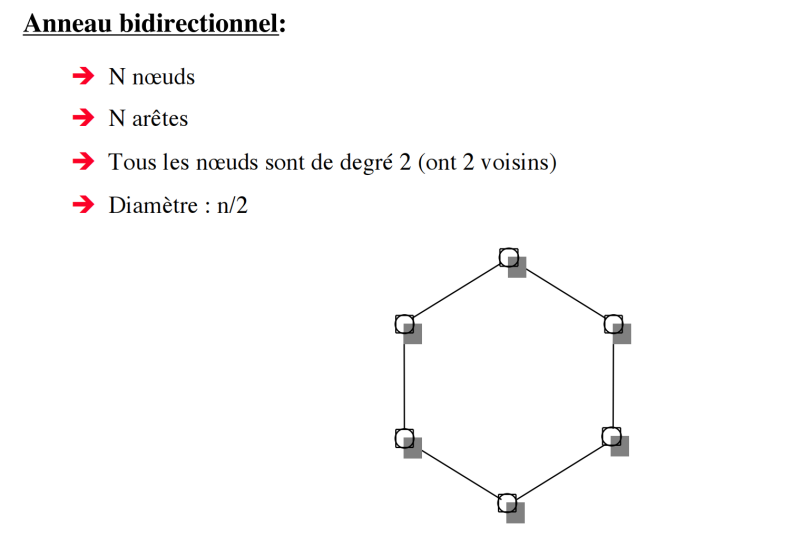 Anneau bidirectionnel:
➔ N nœuds
➔ N arêtes
➔ Tous les nœuds sont de degré 2 (ont 2 voisins)
➔ Diamètre : n/2